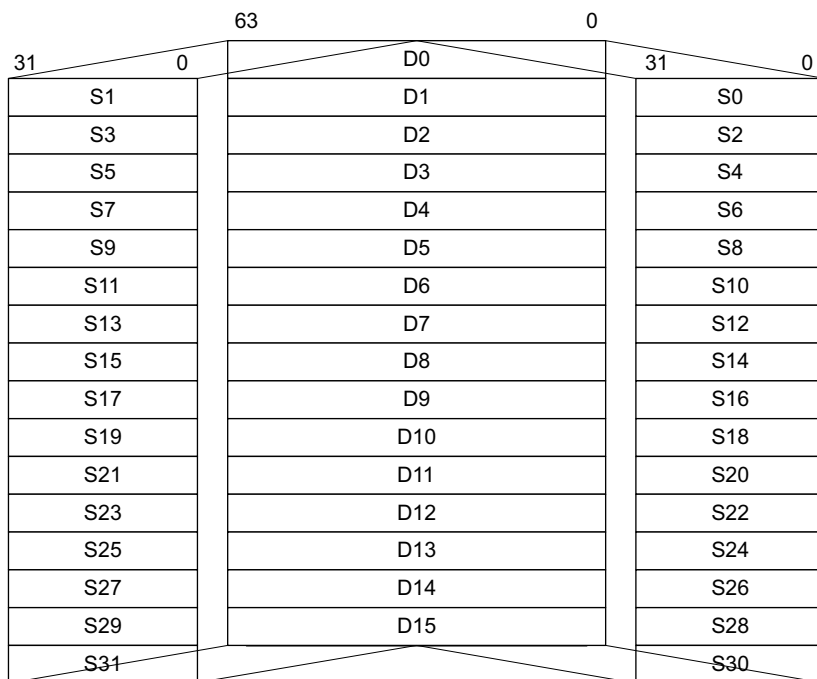 63 0
D0
31 0 31 0
S1 D1 S0
S3 D2 S2
S5 D3 S4
S7 D4 S6
S9 D5 S8
S11 D6 S10
S13 D7 S12
S15 D8 S14
S17 D9 S16
S19 D10 S18
S21 D11 S20
S23 D12 S22
S25 D13 S24
S27 D14 S26
S29 D15 S28
S31 S30